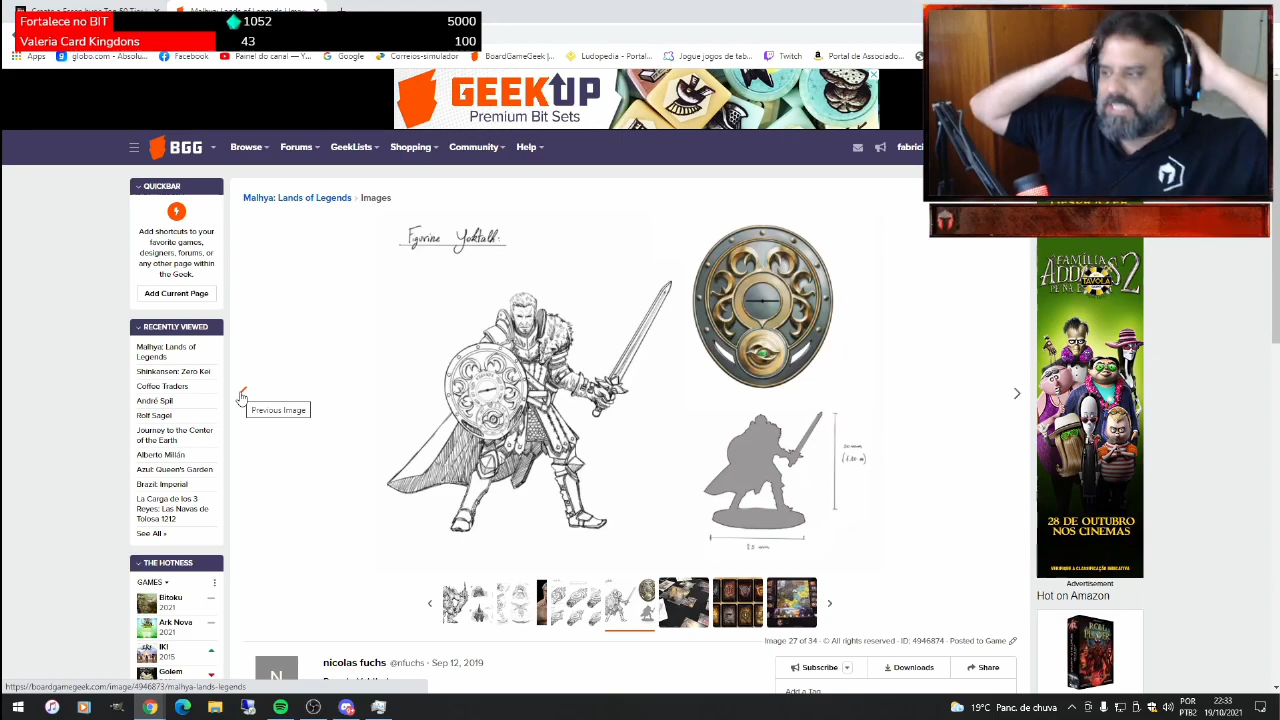 Fortalece no BIT 1052 5000
Valeria Card Kingdons 43 100
Apps globo.com - Absolu... Facebook Painel do canal — Y... Google Correios-simulador BoardGameGeek |... Ludopedia - Portal... Jogue jogos de tab... Twitch Portal de Associado...
GEEKUP
Premium Bit Sets
BGG Browse Forums GeekLists Shopping Community Help fabrici
QUICKBAR
Add shortcuts to your
favorite games,
designers, forums, or
any other page within
the Geek.
Add Current Page
RECENTLY VIEWED
Malhya: Lands of
Legends
Shinkansen: Zero Kei
Coffee Traders
André Spil
Rolf Sagel
Journey to the Center
of the Earth
Alberto Millán
Azul: Queen's Garden
Brazil: Imperial
La Carga de los 3
Reyes: Las Navas de
Tolosa 1212
See All »
THE HOTNESS
GAMES
Bitoku
2021
Ark Nova
2021
IKI
2015
Golem
Malhya: Lands of Legends › Images
Figurine Yoktalk:
Previous Image
Image 27 of 34 · © All rights reserved · ID: 4946874 · Posted to Game
N
nicolas fuchs @nfuchs · Sep 12, 2019
Subscribe Downloads Share
Add a Tag
FAMÍLIA
ADDAMS 2
TAVOLA
28 DE OUTUBRO
NOS CINEMAS
Advertisement
Hot on Amazon
https://boardgamegeek.com/image/4946873/malhya-lands-legends
19°C Panc. de chuva POR
PTB2
22:33
19/10/2021